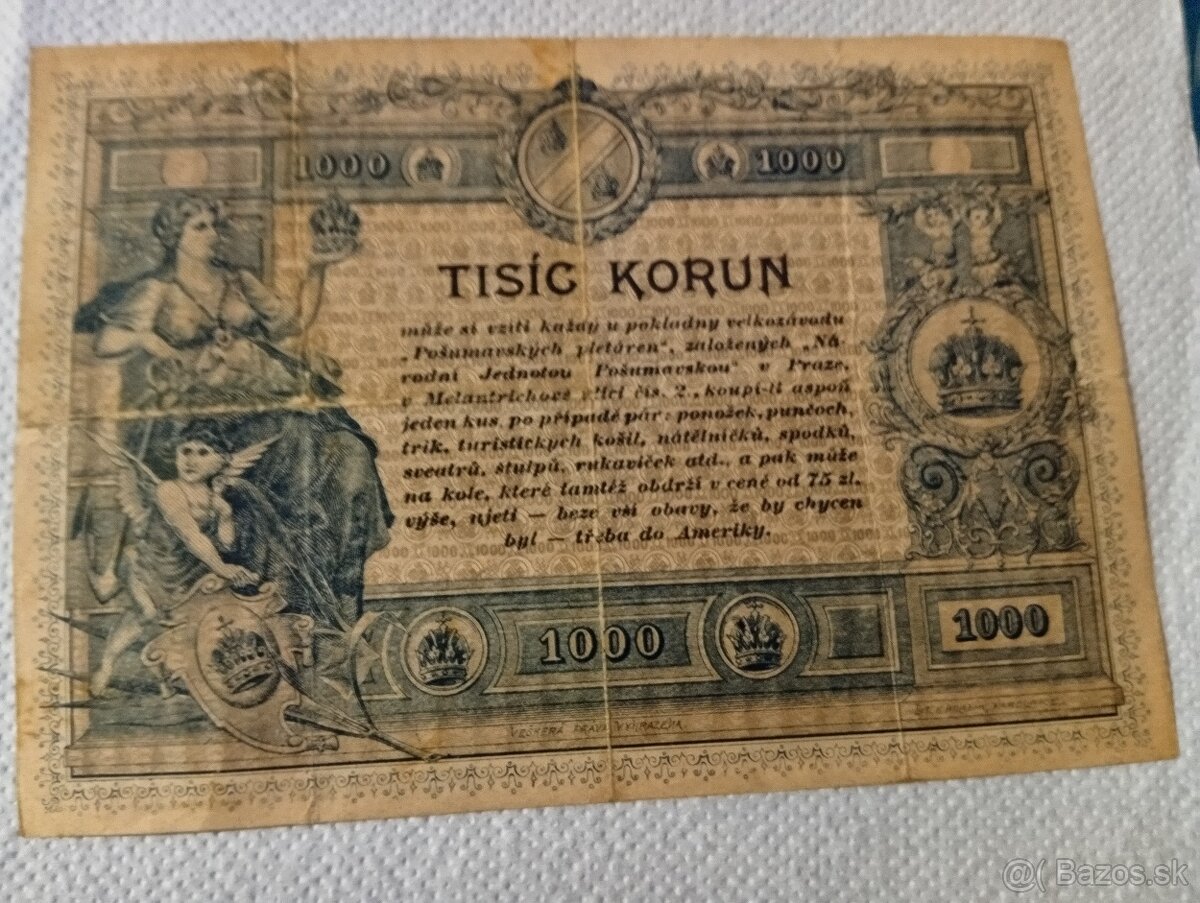 1000 1000
TISÍC KORUN
může si vzíti každý u pokladny velkozávodu
„Pošumavských pletáren“, založených „Ná-
rodní Jednotou Pošumavskou“ v Praze,
v Melantrichově ulici čís. 2., koupí-li aspoň
jeden kus, po případě pár: ponožek, punčoch,
trik, turistických košil, nátělníčků, spodků,
sveatrů, štulpů, rukaviček atd., a pak může
na kole, které tamtéž obdrží v ceně od 75 zl.
výše, ujeti — beze vší obavy, že by chycen
byl — třeba do Ameriky.
1000 1000
VEŠKERÁ PRÁVA VYHRAZENA
@( Bazos.sk